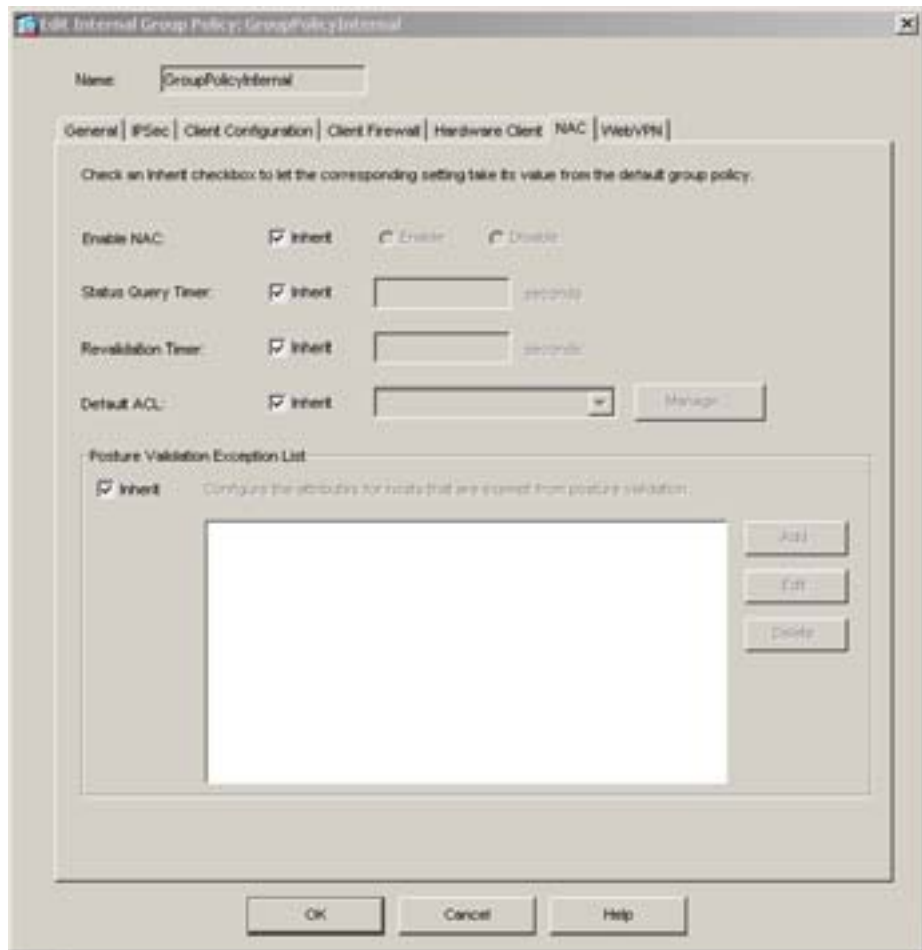 Edit Internal Group Policy: GroupPolicyInternal
Name: GroupPolicyInternal
General IPSec Client Configuration Client Firewall Hardware Client NAC WebVPN
Check an Inherit checkbox to let the corresponding setting take its value from the default group policy.
Enable NAC: Inherit Enable Disable
Status Query Timer: Inherit seconds
Revalidation Timer: Inherit seconds
Default ACL: Inherit Manage...
Posture Validation Exception List
Inherit Configure the attributes for hosts that are exempt from posture validation.
Add
Edit
Delete
OK Cancel Help